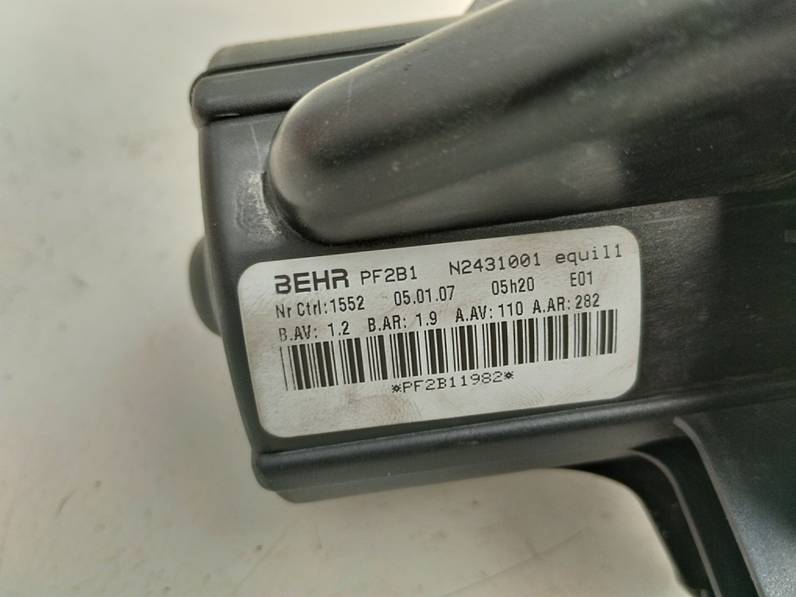 BEHR PF2B1 N2431001 equil1
Nr Ctrl:1552 05.01.07 05h20 E01
B.AV: 1.2 B.AR: 1.9 A.AV: 110 A.AR: 282
*PF2B11982*